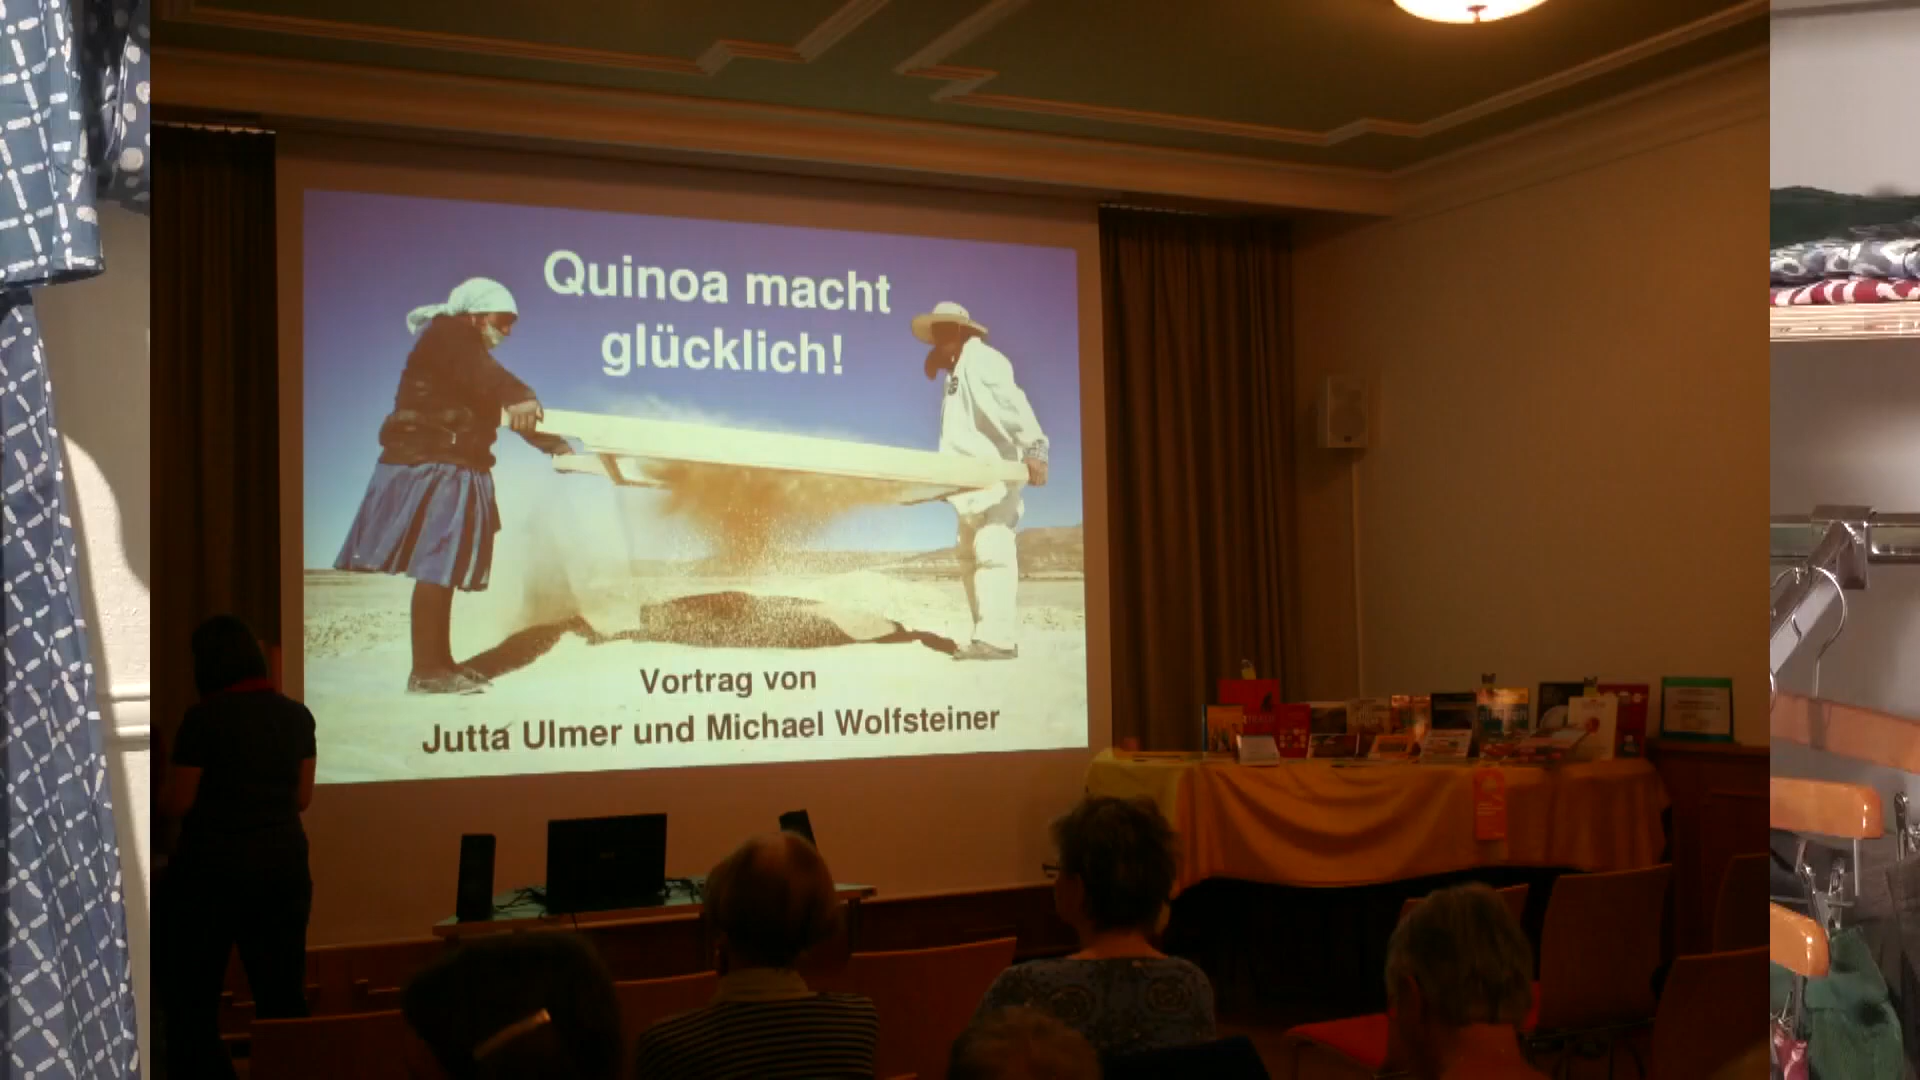 Quinoa macht
glücklich!
Vortrag von
Jutta Ulmer und Michael Wolfsteiner